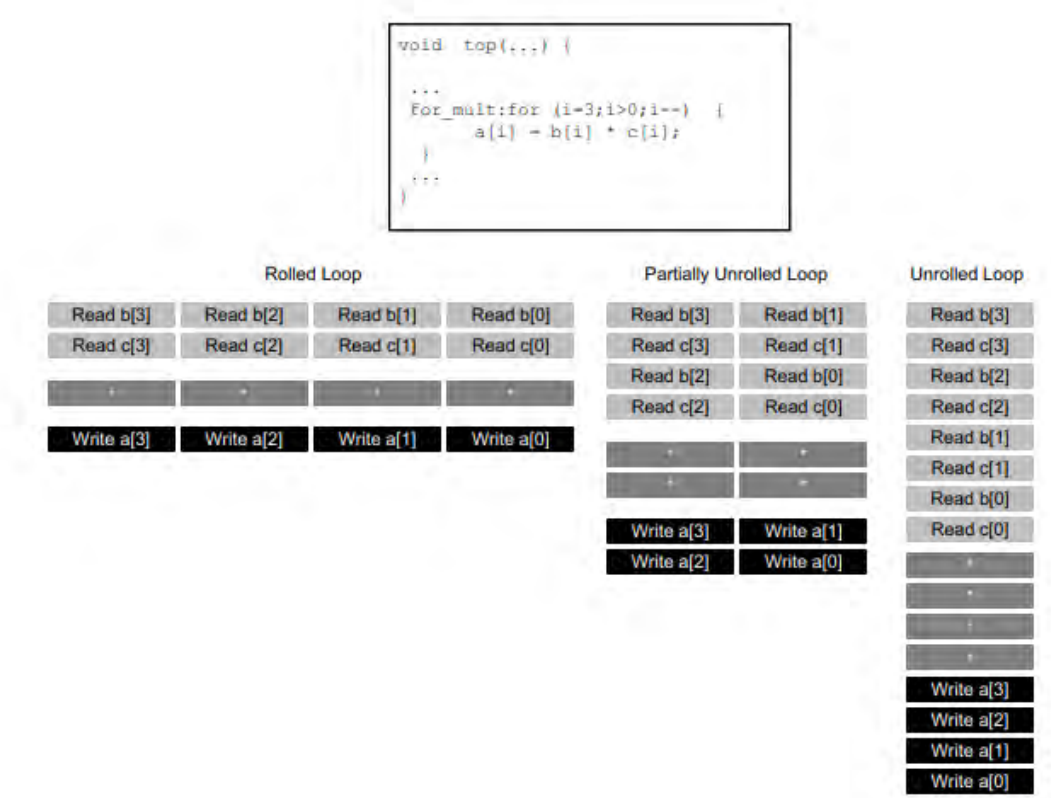 void top(...) {
...
for_mult:for (i=3;i>0;i--) {
a[i] = b[i] * c[i];
}
...
}
Rolled Loop
Read b[3] Read b[2] Read b[1] Read b[0]
Read c[3] Read c[2] Read c[1] Read c[0]
* * * *
Write a[3] Write a[2] Write a[1] Write a[0]
Partially Unrolled Loop
Read b[3] Read b[1]
Read c[3] Read c[1]
Read b[2] Read b[0]
Read c[2] Read c[0]
* *
* *
Write a[3] Write a[1]
Write a[2] Write a[0]
Unrolled Loop
Read b[3]
Read c[3]
Read b[2]
Read c[2]
Read b[1]
Read c[1]
Read b[0]
Read c[0]
*
*
*
*
Write a[3]
Write a[2]
Write a[1]
Write a[0]